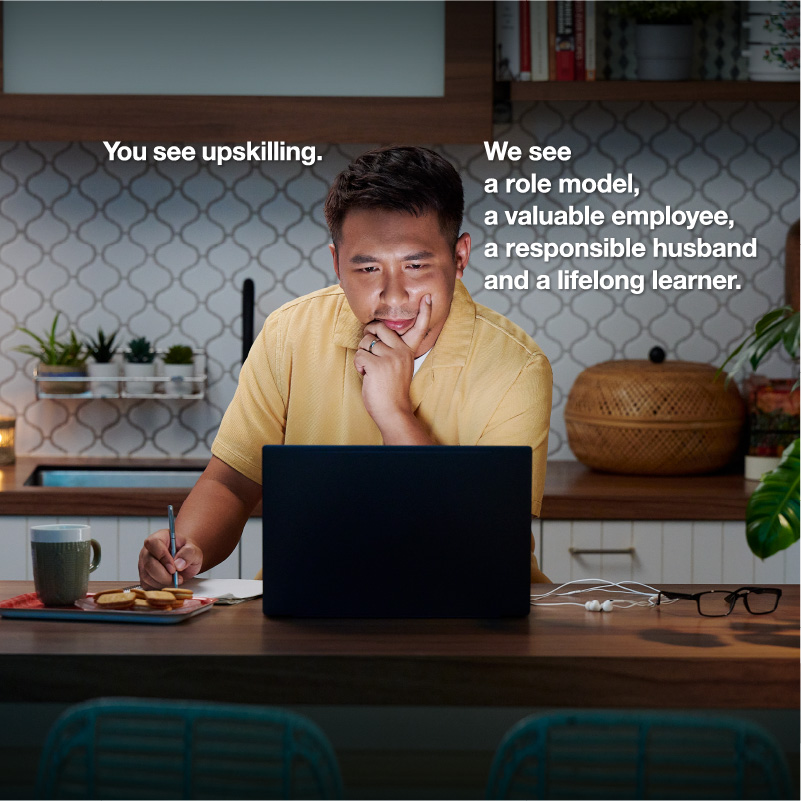 You see upskilling.
We see
a role model,
a valuable employee,
a responsible husband
and a lifelong learner.